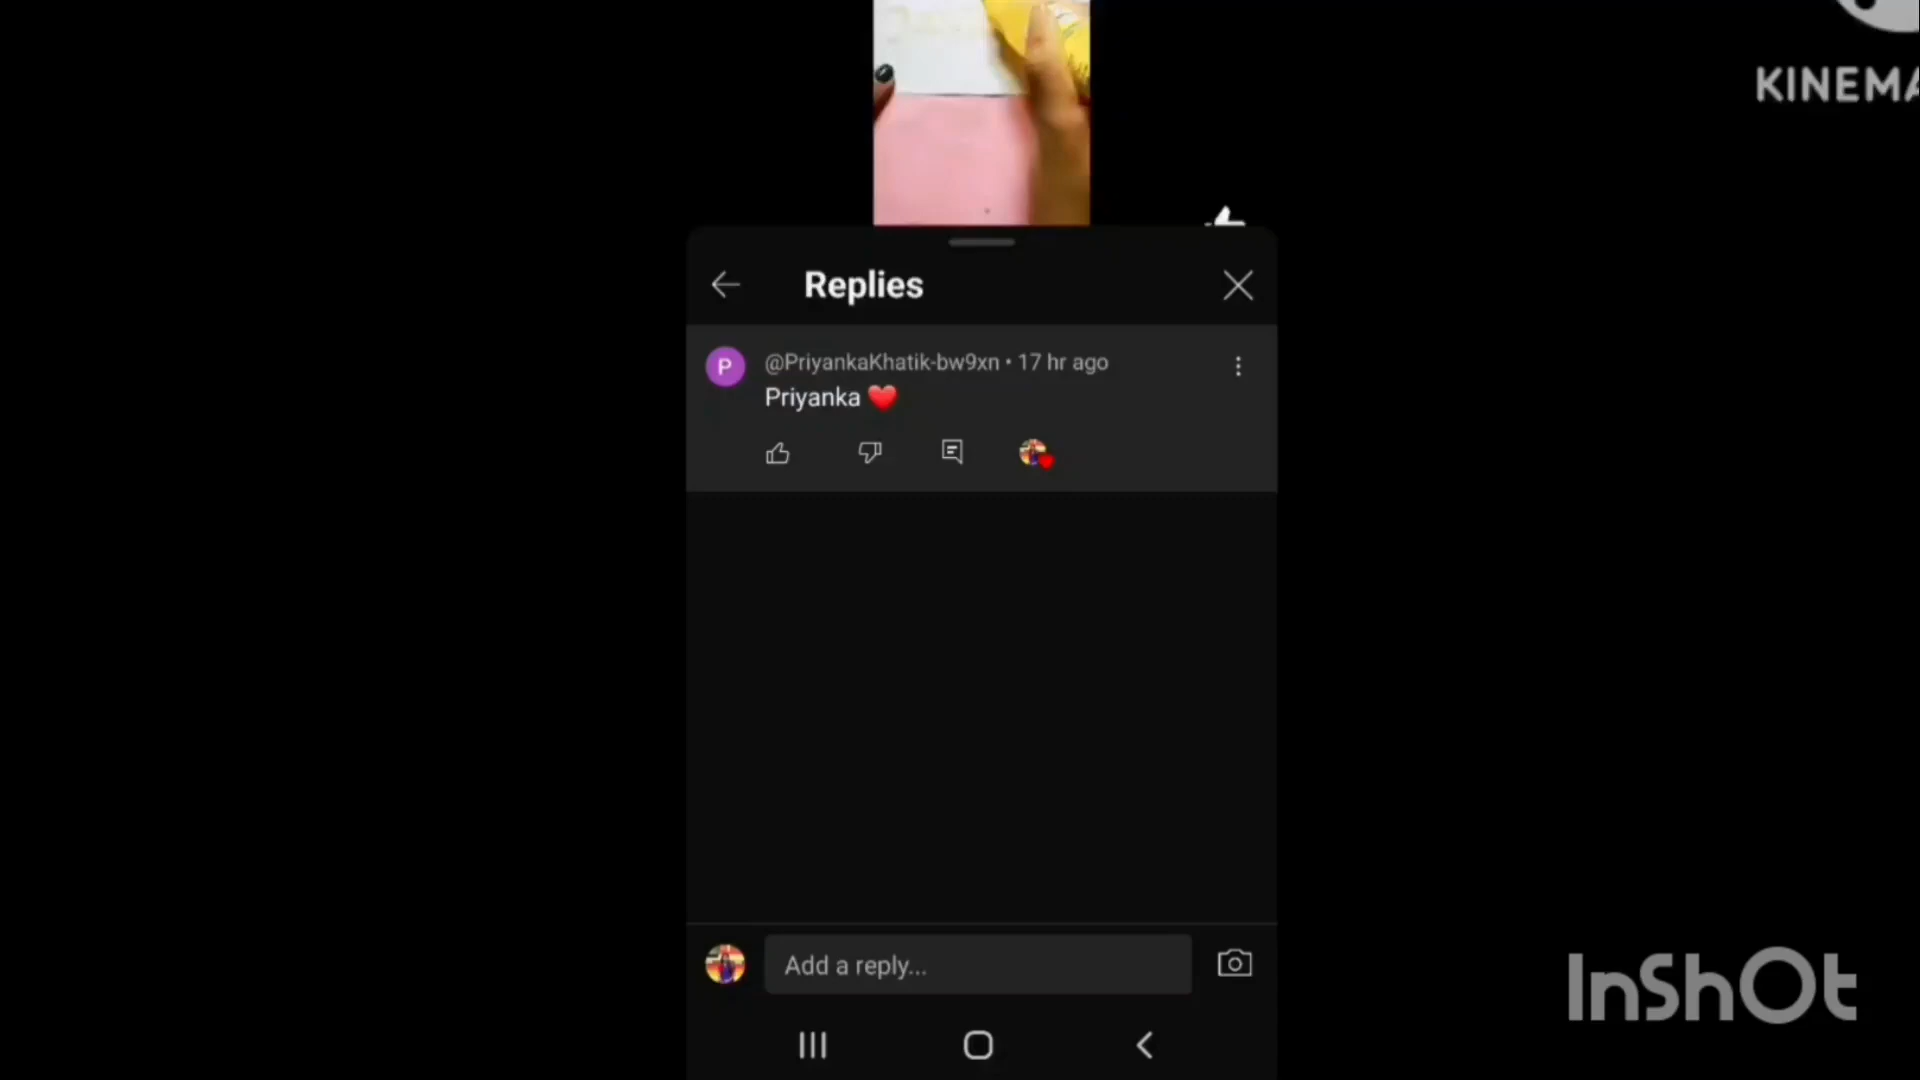 KINEMA
Replies
P
@PriyankaKhatik-bw9xn • 17 hr ago
Priyanka ❤️
Add a reply...
InShOt